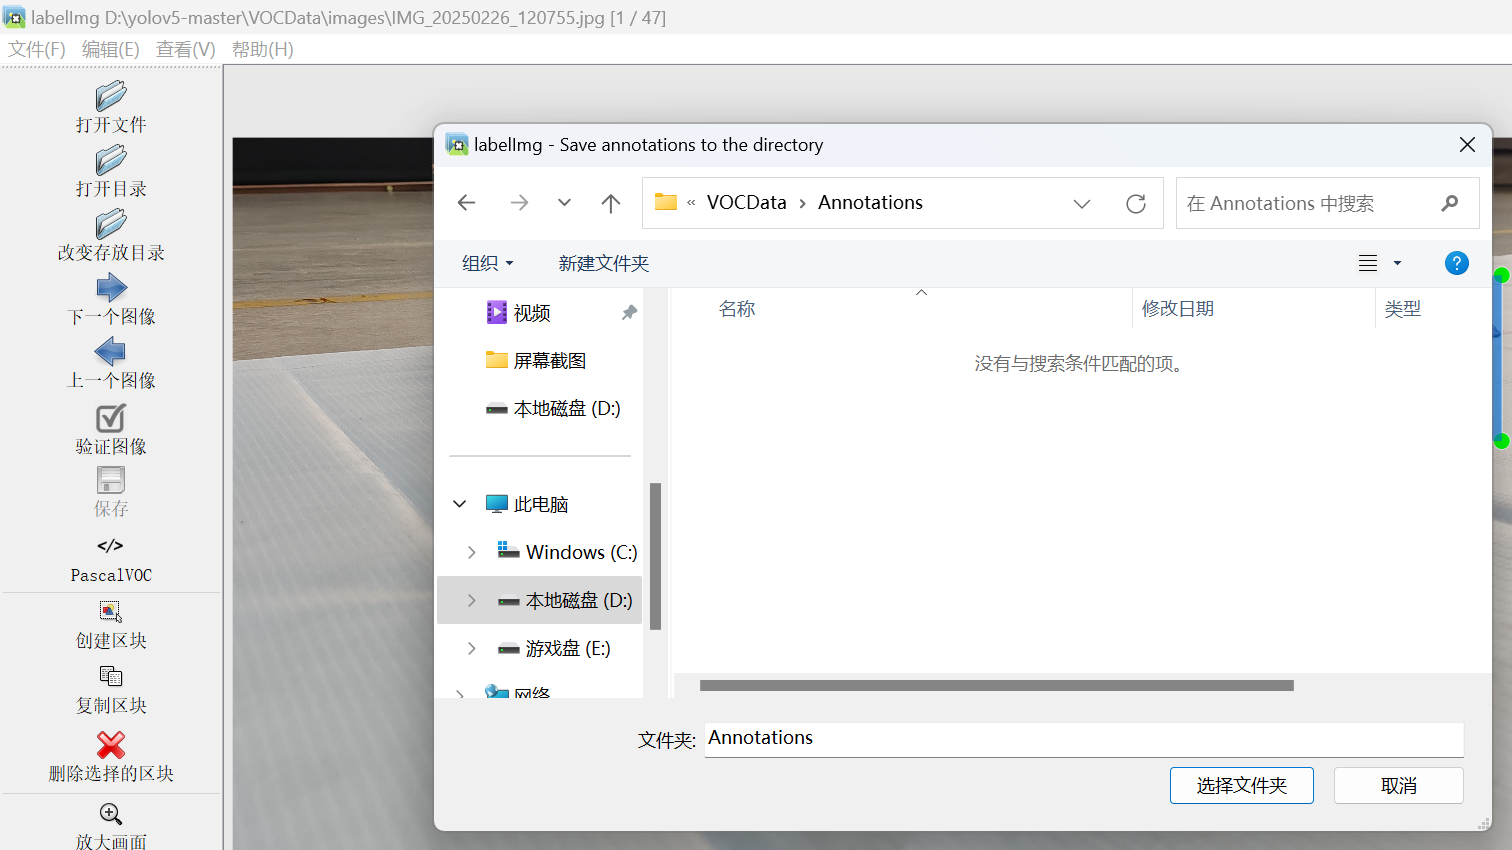 labelImg D:\yolov5-master\VOCData\images\IMG_20250226_120755.jpg [1 / 47]
文件(F) 编辑(E) 查看(V) 帮助(H)
打开文件
打开目录
改变存放目录
下一个图像
上一个图像
验证图像
保存
</>
PascalVOC
创建区块
复制区块
删除选择的区块
放大画面
labelImg - Save annotations to the directory
« VOCData › Annotations
在 Annotations 中搜索
组织 新建文件夹
?
名称 修改日期 类型
没有与搜索条件匹配的项。
视频
屏幕截图
本地磁盘 (D:)
此电脑
Windows (C:)
本地磁盘 (D:)
游戏盘 (E:)
网络
文件夹: Annotations
选择文件夹 取消